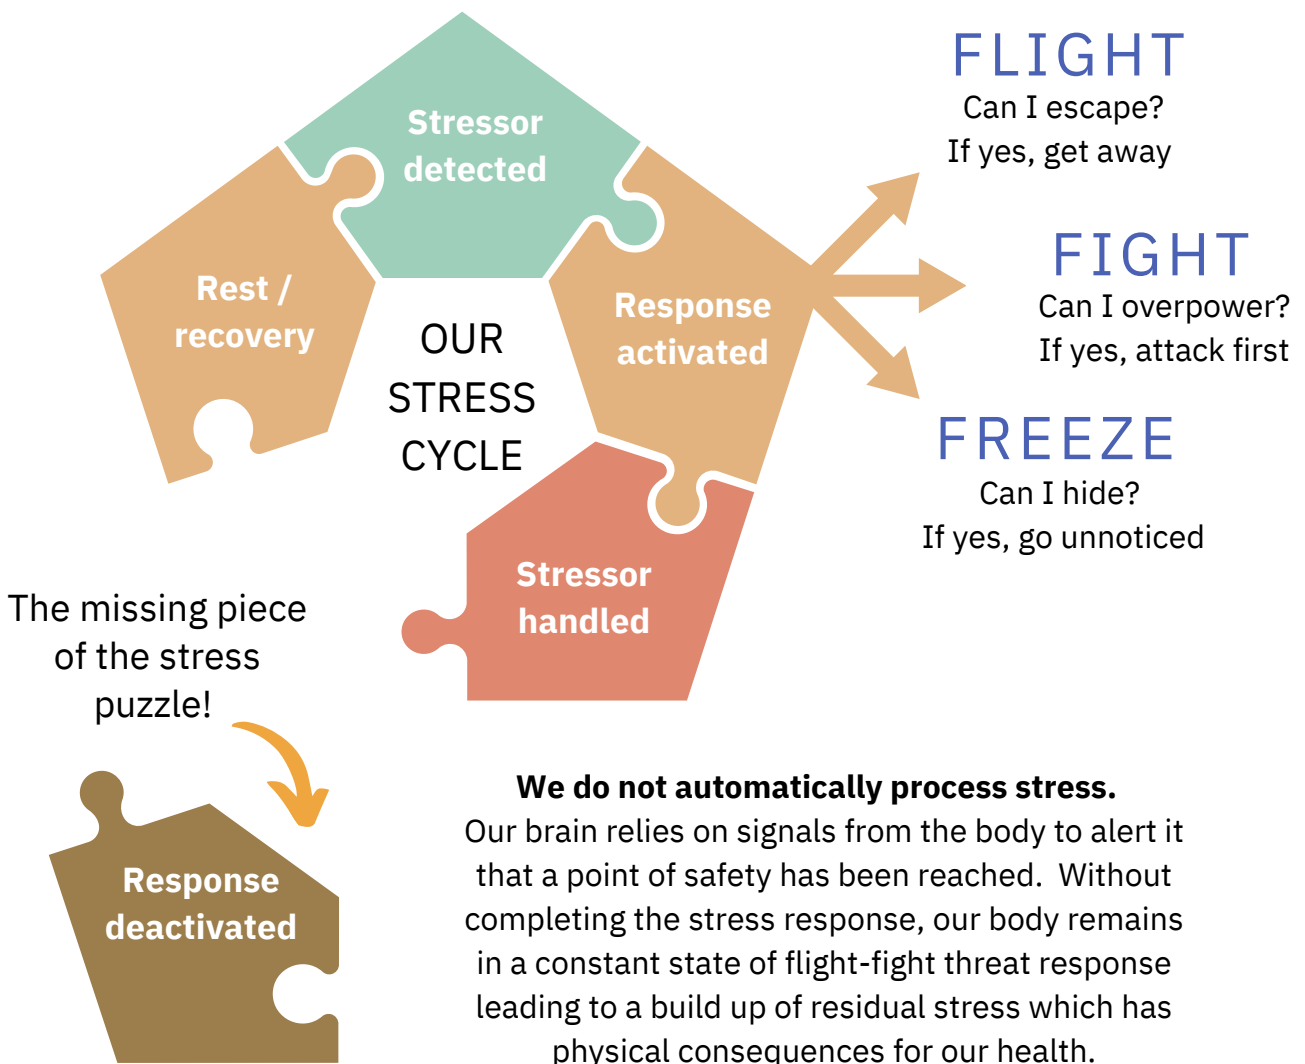 Stressor
detected
Rest /
recovery
OUR
STRESS
CYCLE
Response
activated
FLIGHT
Can I escape?
If yes, get away
FIGHT
Can I overpower?
If yes, attack first
FREEZE
Can I hide?
If yes, go unnoticed
Stressor
handled
The missing piece
of the stress
puzzle!
Response
deactivated
We do not automatically process stress.
Our brain relies on signals from the body to alert it
that a point of safety has been reached.  Without
completing the stress response, our body remains
in a constant state of flight-fight threat response
leading to a build up of residual stress which has
physical consequences for our health.